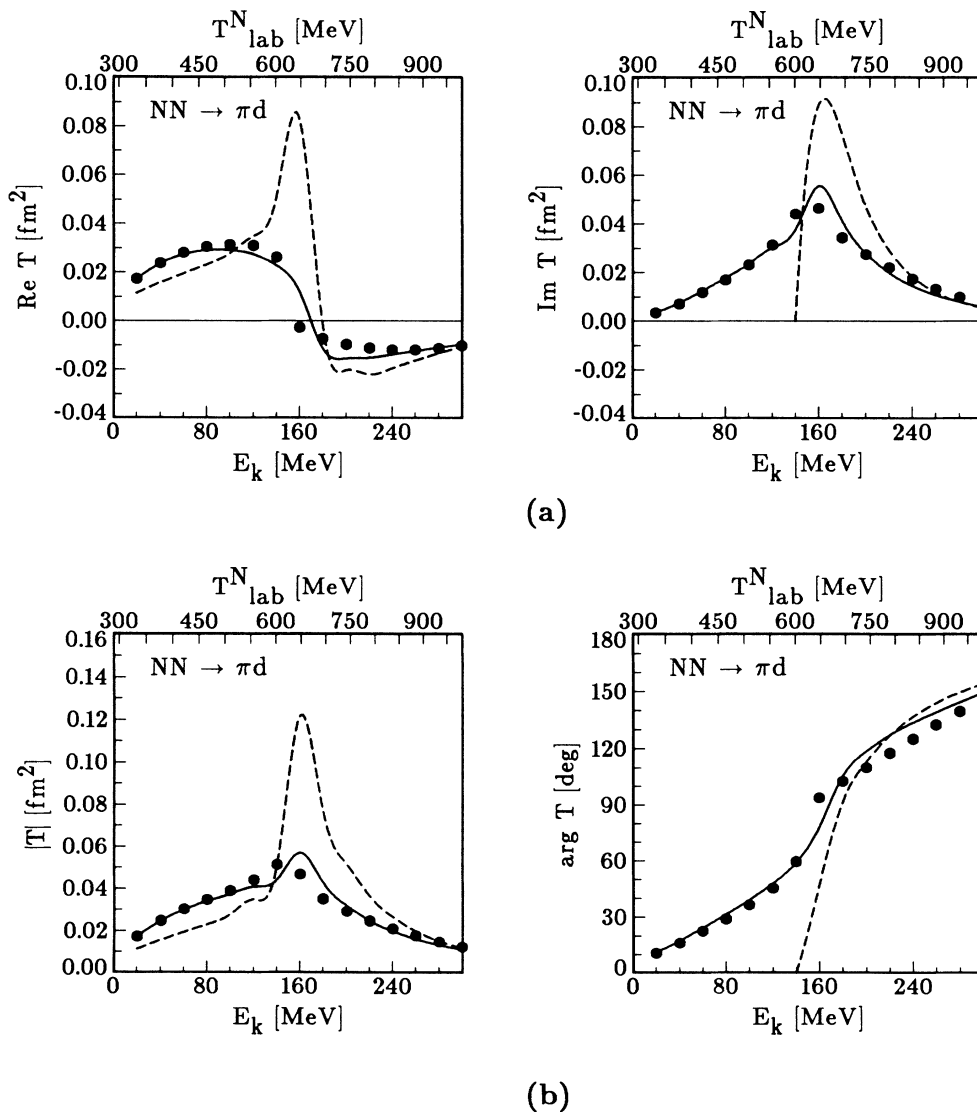 T^N_lab [MeV]
T^N_lab [MeV]
300 450 600 750 900
300 450 600 750 900
0.10
0.08
0.06
0.04
0.02
0.00
-0.02
-0.04
Re T [fm²]
NN → πd
0.10
0.08
0.06
0.04
0.02
0.00
-0.02
-0.04
Im T [fm²]
NN → πd
0 80 160 240
0 80 160 240
E_k [MeV]
E_k [MeV]
(a)
T^N_lab [MeV]
T^N_lab [MeV]
300 450 600 750 900
300 450 600 750 900
0.16
0.14
0.12
0.10
0.08
0.06
0.04
0.02
0.00
|T| [fm²]
NN → πd
180
150
120
90
60
30
0
arg T [deg]
NN → πd
0 80 160 240
0 80 160 240
E_k [MeV]
E_k [MeV]
(b)